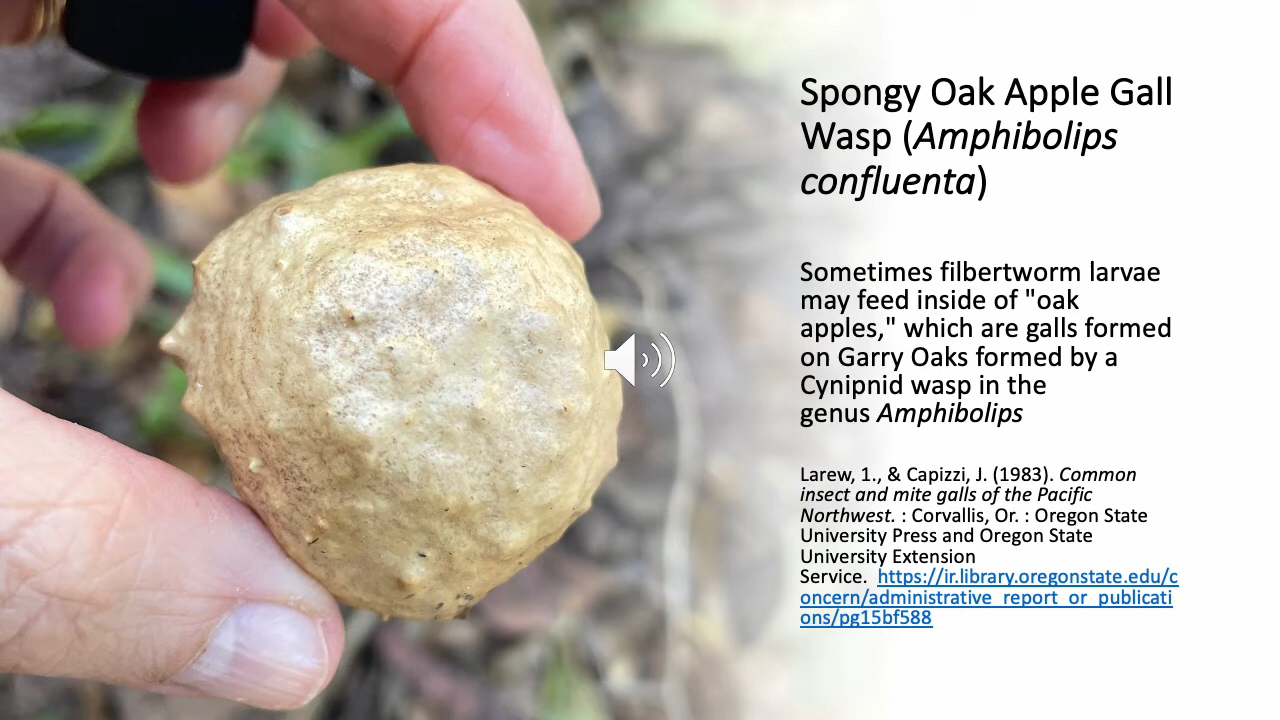 Spongy Oak Apple Gall
Wasp (Amphibolips
confluenta)
Sometimes filbertworm larvae
may feed inside of "oak
apples," which are galls formed
on Garry Oaks formed by a
Cynipnid wasp in the
genus Amphibolips
Larew, 1., & Capizzi, J. (1983). Common
insect and mite galls of the Pacific
Northwest. : Corvallis, Or. : Oregon State
University Press and Oregon State
University Extension
Service.  https://ir.library.oregonstate.edu/c
oncern/administrative_report_or_publicati
ons/pg15bf588